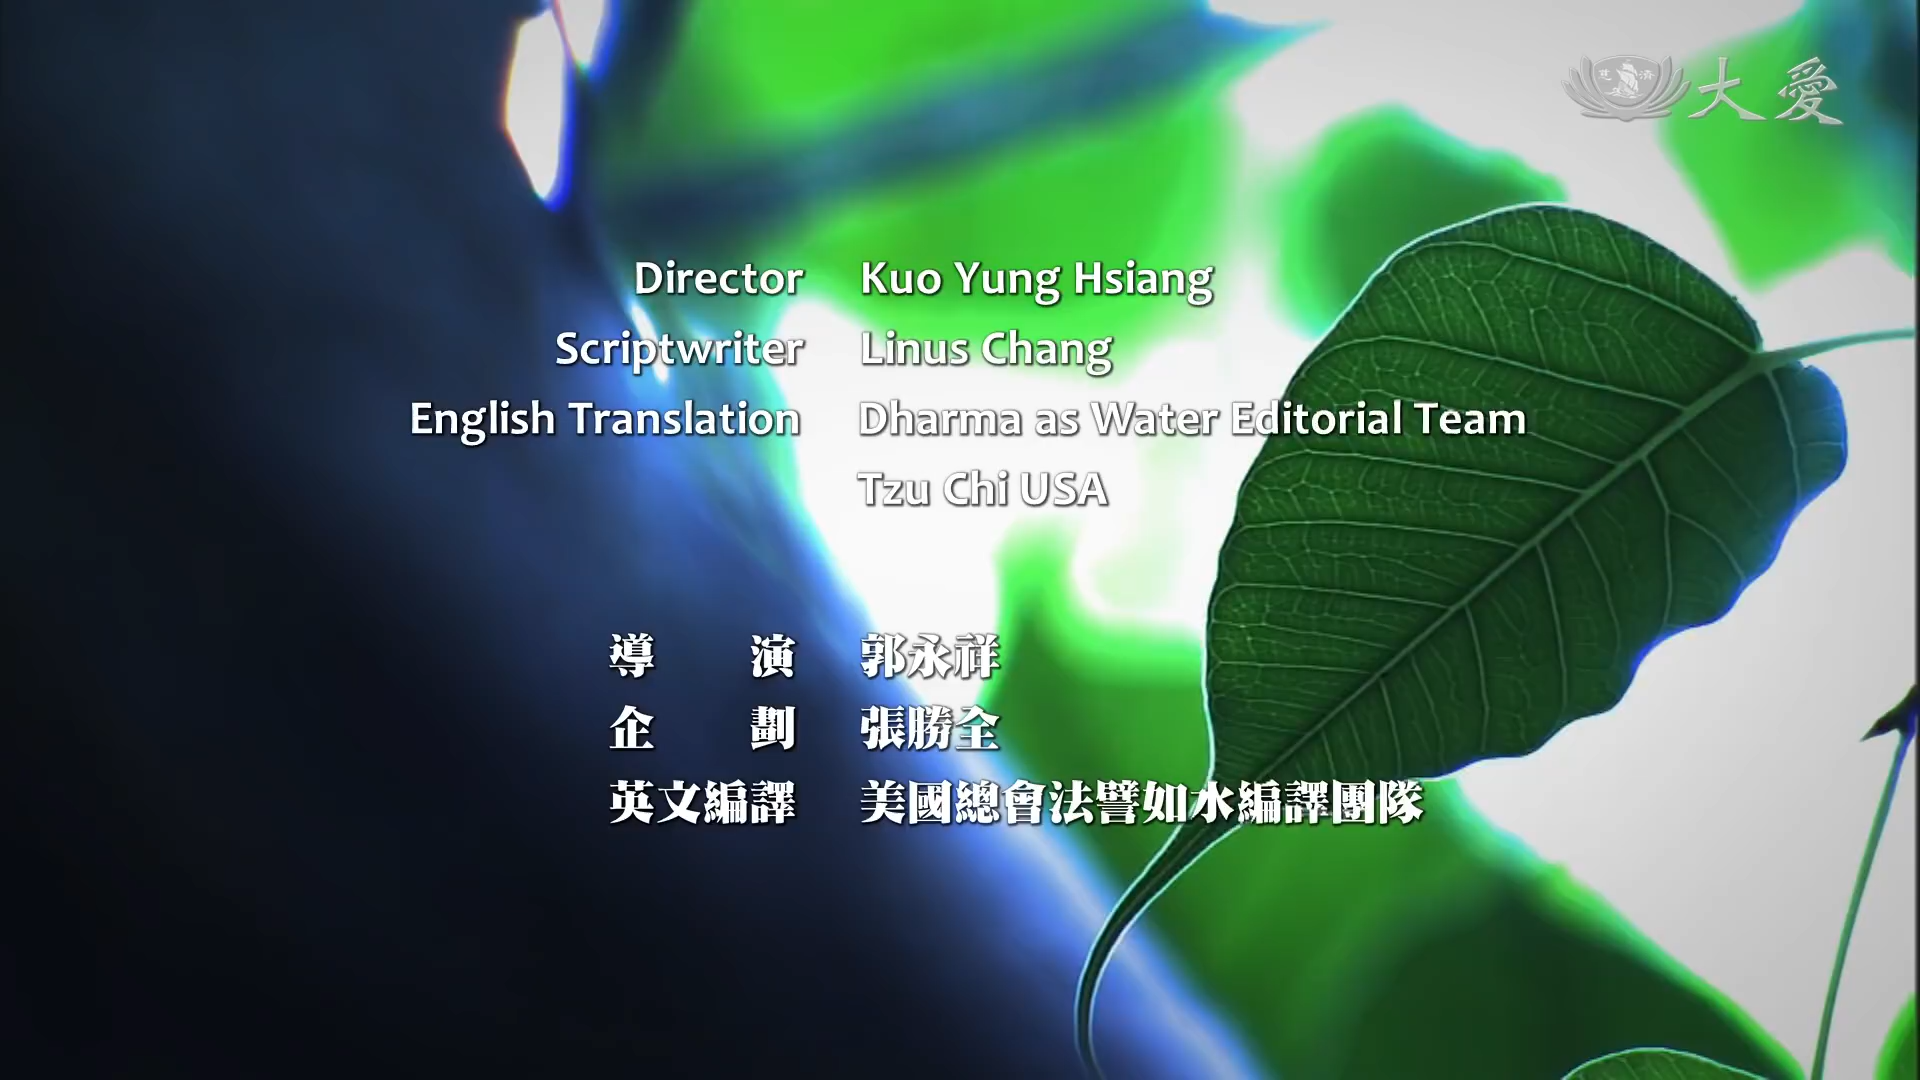 大愛
Director Kuo Yung Hsiang
Scriptwriter Linus Chang
English Translation Dharma as Water Editorial Team
Tzu Chi USA
導 演 郭永祥
企 劃 張勝全
英文編譯 美國總會法譬如水編譯團隊